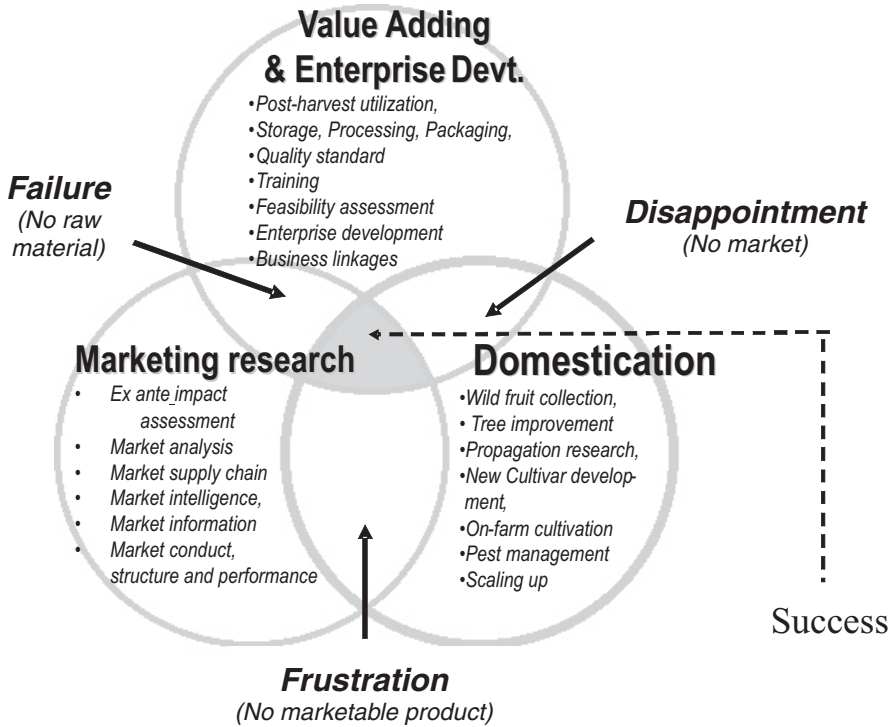 Value Adding
& Enterprise Devt.
•Post-harvest utilization,
•Storage, Processing, Packaging,
•Quality standard
•Training
•Feasibility assessment
•Enterprise development
•Business linkages
Failure
(No raw
material)
Disappointment
(No market)
Marketing research
• Ex ante impact
assessment
• Market analysis
• Market supply chain
• Market intelligence,
• Market information
• Market conduct,
structure and performance
Domestication
•Wild fruit collection,
• Tree improvement
•Propagation research,
•New Cultivar develop-
ment,
•On-farm cultivation
•Pest management
•Scaling up
Success
Frustration
(No marketable product)